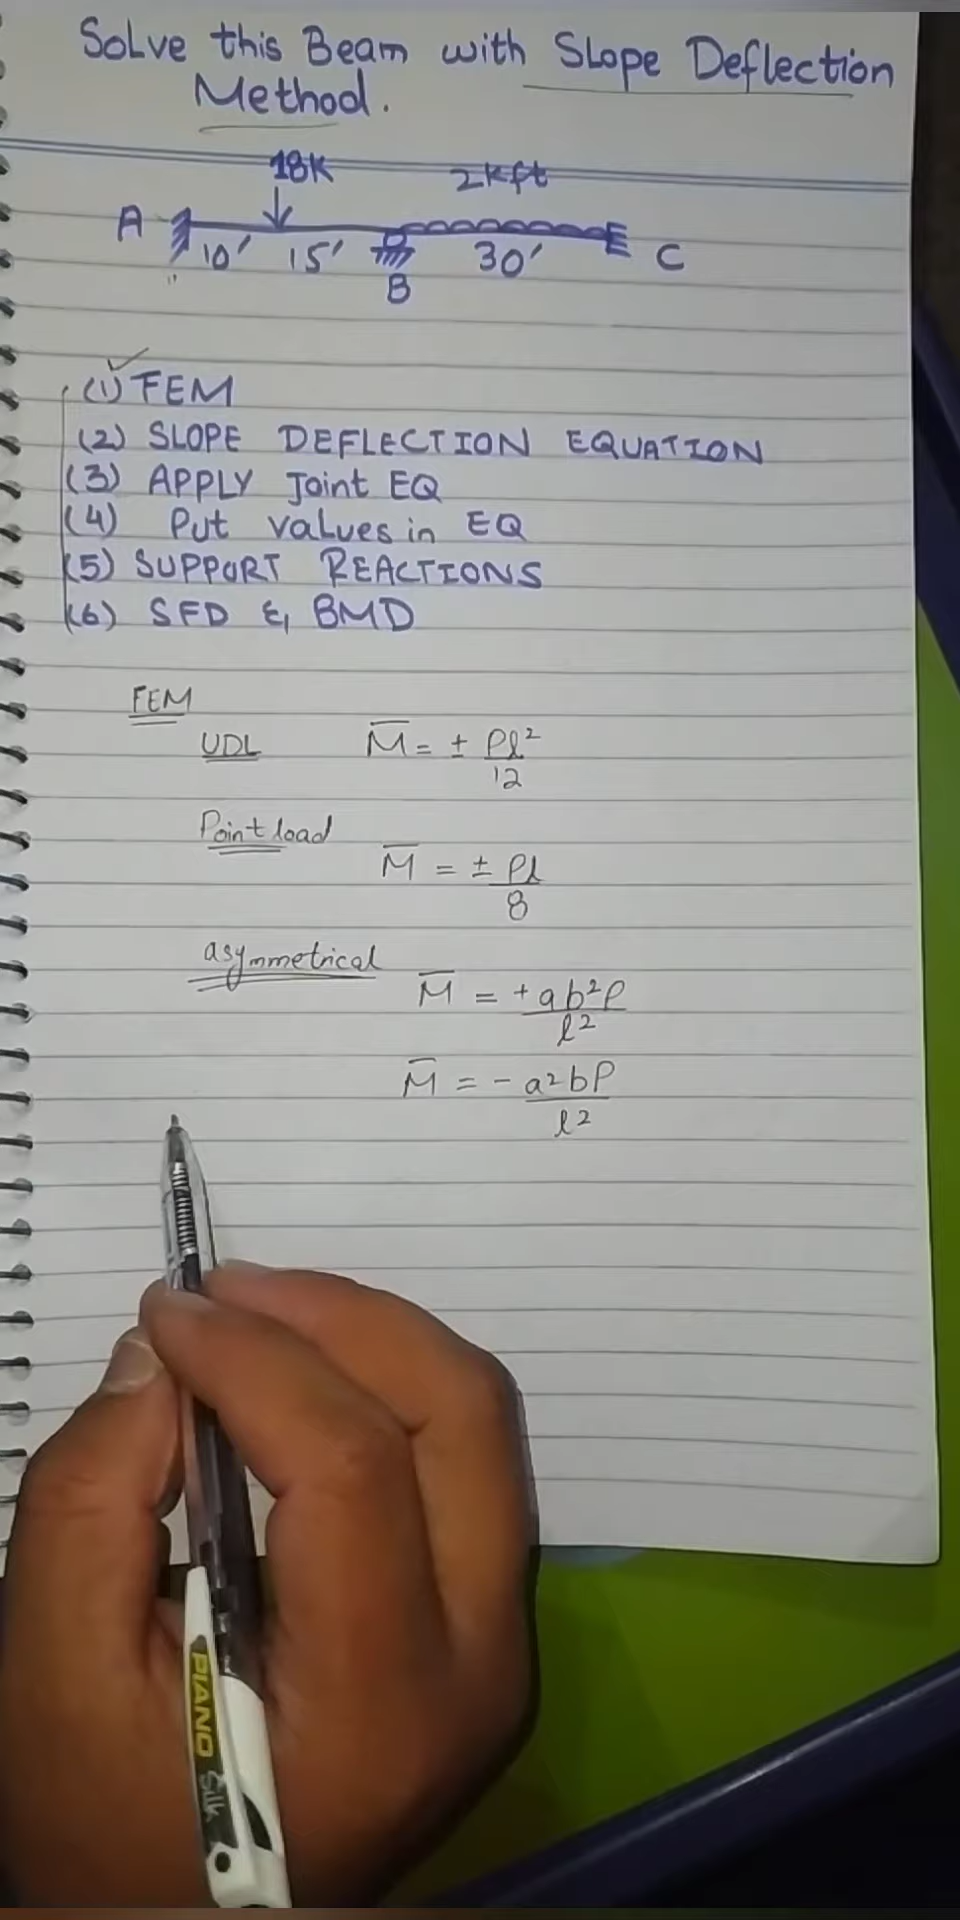 Solve this Beam with Slope Deflection
Method.
18K
2kft
A
10' 15'
30'
C
B
(1) FEM
(2) SLOPE DEFLECTION EQUATION
(3) APPLY Joint EQ
(4) Put values in EQ
(5) SUPPORT REACTIONS
(6) SFD & BMD
FEM
UDL M̅ = ± Pl²
12
Point load
M̅ = ± Pl
8
asymmetrical
M̅ = + ab²P
l²
M̅ = - a²bP
l²
PIANO Silk